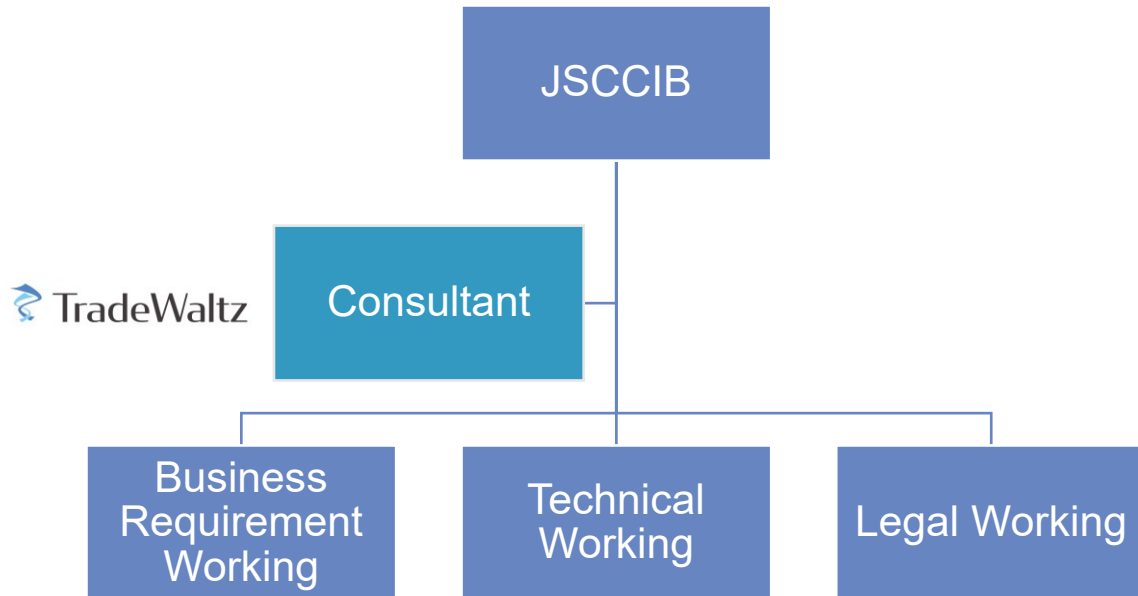 JSCCIB
TradeWaltz
Consultant
Business
Requirement
Working
Technical
Working
Legal Working